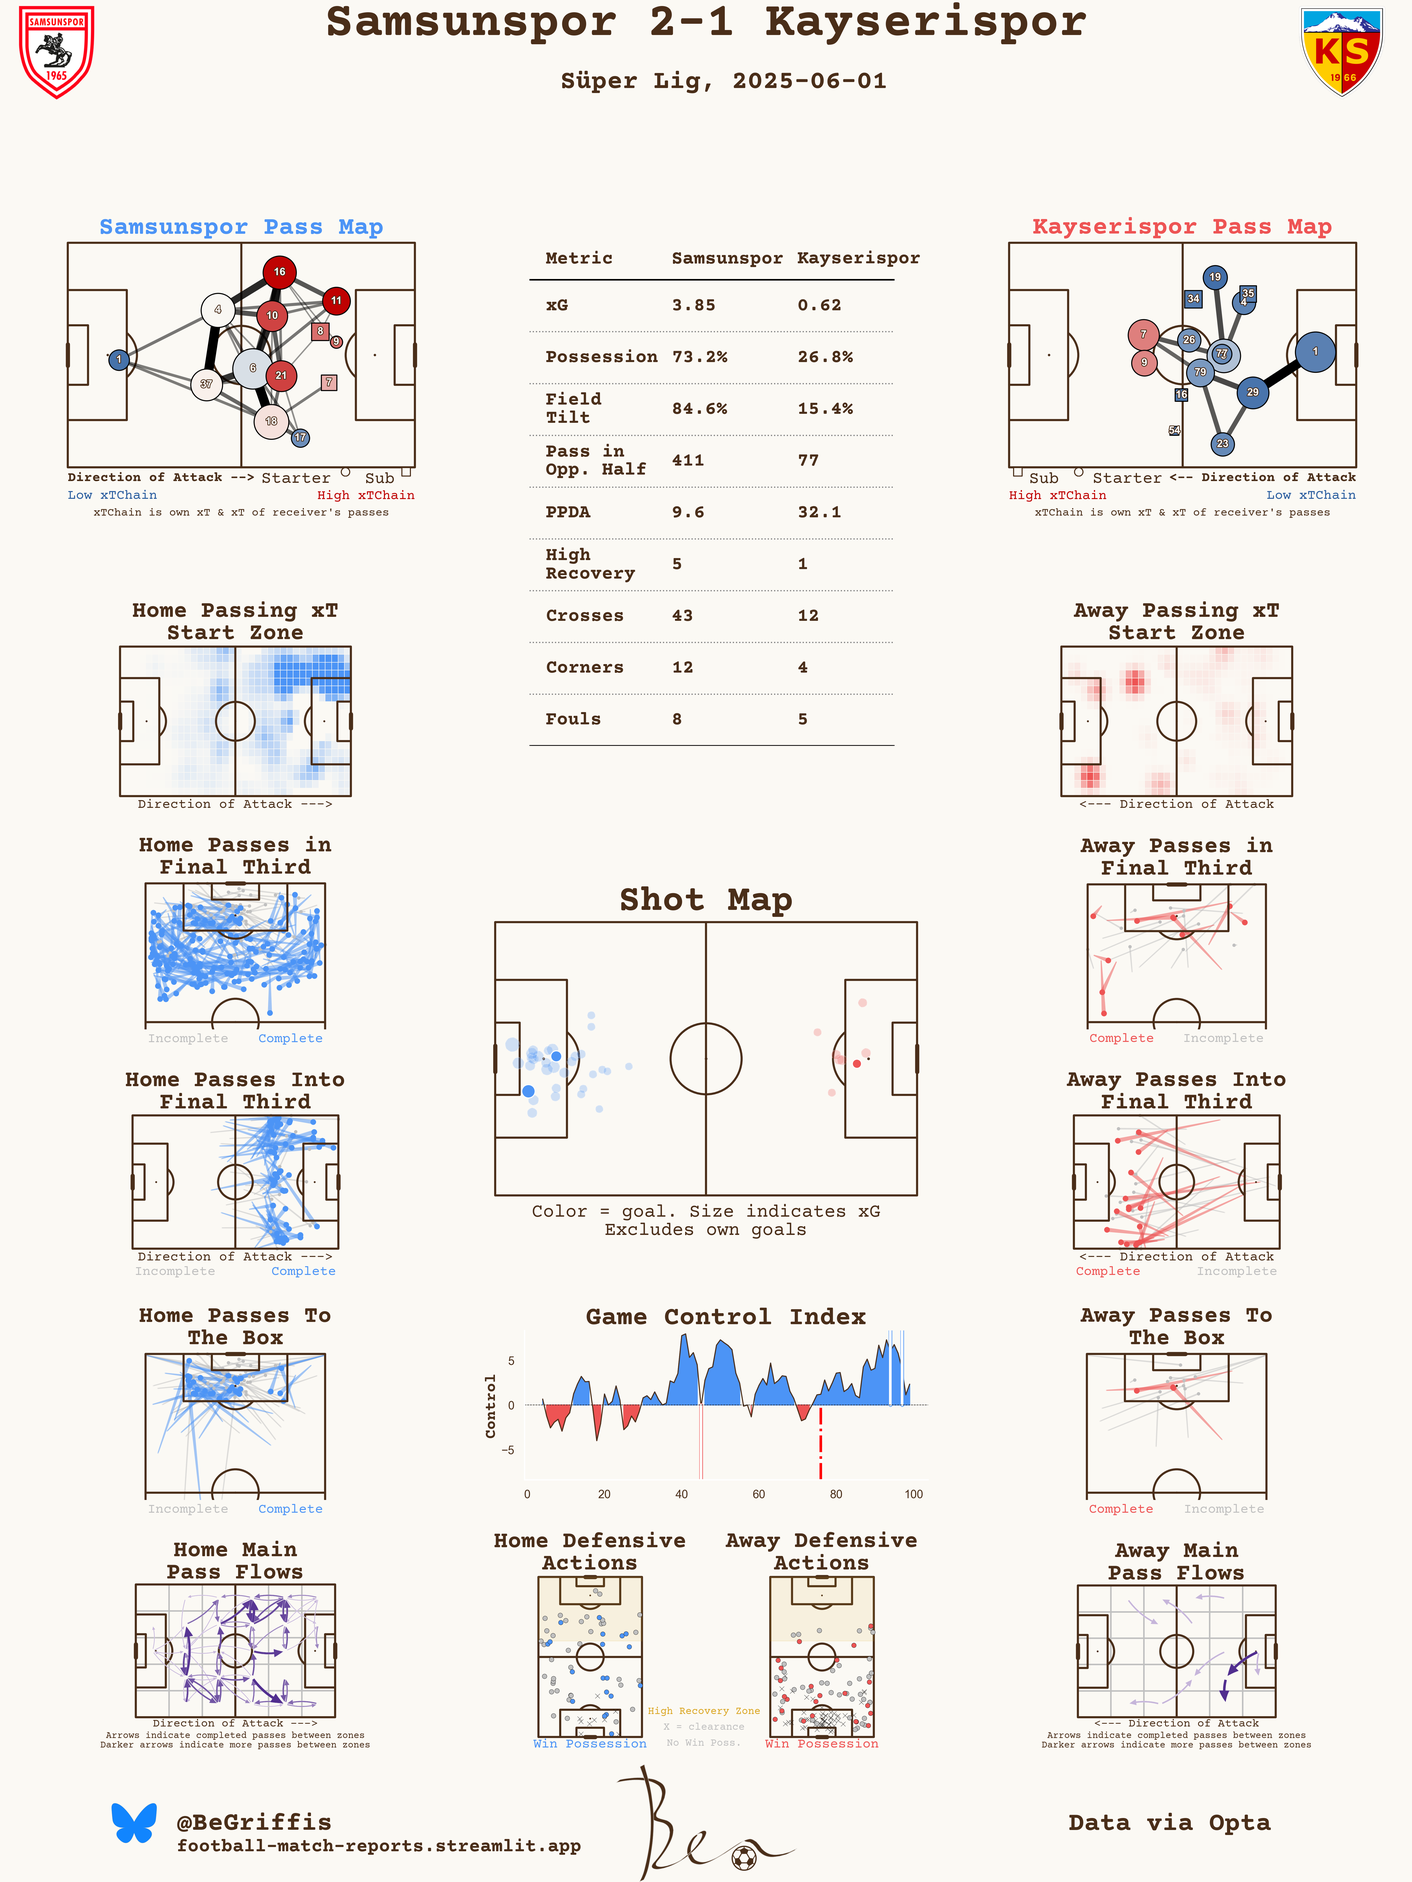 Samsunspor 2-1 Kayserispor
Süper Lig, 2025-06-01
SAMSUNSPOR
1965
KS
1966
Samsunspor Pass Map
16
11
4
10
8
9
1
6
21
37
7
18
17
Direction of Attack --> Starter Sub
Low xTChain High xTChain
xTChain is own xT & xT of receiver's passes
Metric Samsunspor Kayserispor
xG 3.85 0.62
Possession 73.2% 26.8%
Field
Tilt 84.6% 15.4%
Pass in
Opp. Half 411 77
PPDA 9.6 32.1
High
Recovery 5 1
Crosses 43 12
Corners 12 4
Fouls 8 5
Kayserispor Pass Map
19
34
35
4
7
26
77
1
9
79
29
16
54
23
Sub Starter <-- Direction of Attack
High xTChain Low xTChain
xTChain is own xT & xT of receiver's passes
Home Passing xT
Start Zone
Direction of Attack --->
Away Passing xT
Start Zone
<--- Direction of Attack
Home Passes in
Final Third
Incomplete Complete
Away Passes in
Final Third
Complete Incomplete
Shot Map
Color = goal. Size indicates xG
Excludes own goals
Home Passes Into
Final Third
Direction of Attack --->
Incomplete Complete
Away Passes Into
Final Third
<--- Direction of Attack
Complete Incomplete
Home Passes To
The Box
Incomplete Complete
Game Control Index
Control
5
0
−5
0 20 40 60 80 100
Away Passes To
The Box
Complete Incomplete
Home Main
Pass Flows
Direction of Attack --->
Arrows indicate completed passes between zones
Darker arrows indicate more passes between zones
Home Defensive
Actions
Win Possession
High Recovery Zone
X = clearance
No Win Poss.
Away Defensive
Actions
Win Possession
Away Main
Pass Flows
<--- Direction of Attack
Arrows indicate completed passes between zones
Darker arrows indicate more passes between zones
@BeGriffis
football-match-reports.streamlit.app
Ben
Data via Opta